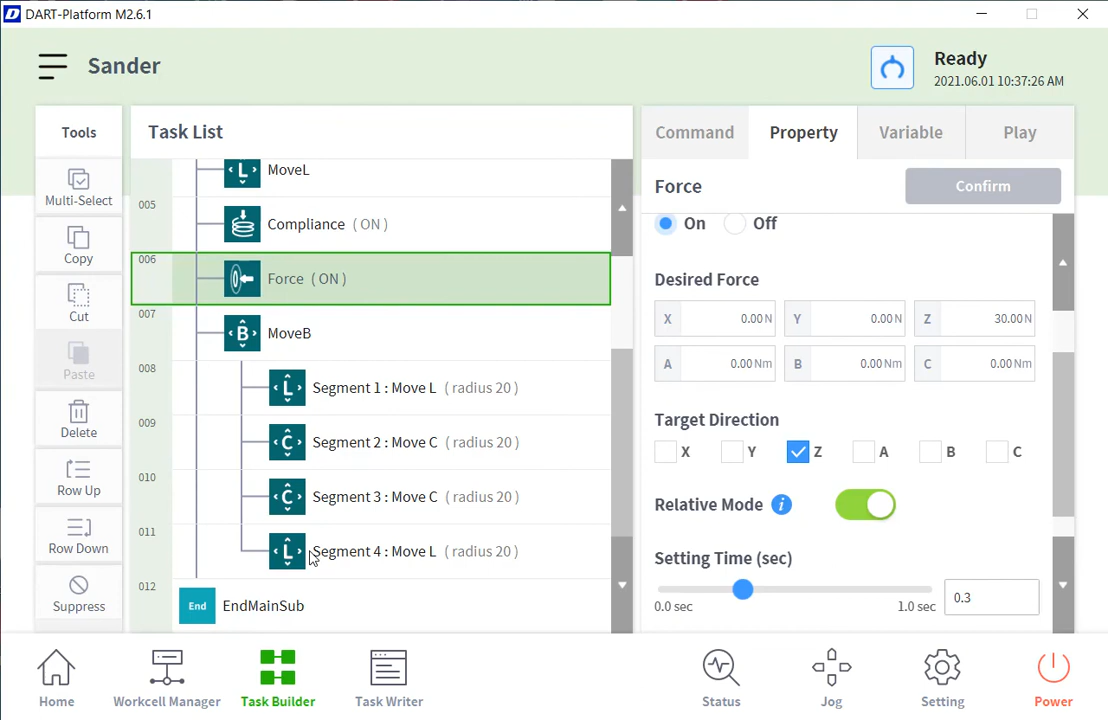 DART-Platform M2.6.1
Sander
Ready
2021.06.01 10:37:26 AM
Tools
Multi-Select
Copy
Cut
Paste
Delete
Row Up
Row Down
Suppress
Task List
MoveL
005
Compliance ( ON )
006
Force ( ON )
007
MoveB
008
Segment 1 : Move L ( radius 20 )
009
Segment 2 : Move C ( radius 20 )
010
Segment 3 : Move C ( radius 20 )
011
Segment 4 : Move L ( radius 20 )
012
End EndMainSub
Command Property Variable Play
Force Confirm
On Off
Desired Force
X 0.00 N Y 0.00 N Z 30.00 N
A 0.00 Nm B 0.00 Nm C 0.00 Nm
Target Direction
X Y Z A B C
Relative Mode i
Setting Time (sec)
0.0 sec 1.0 sec 0.3
Home Workcell Manager Task Builder Task Writer Status Jog Setting Power